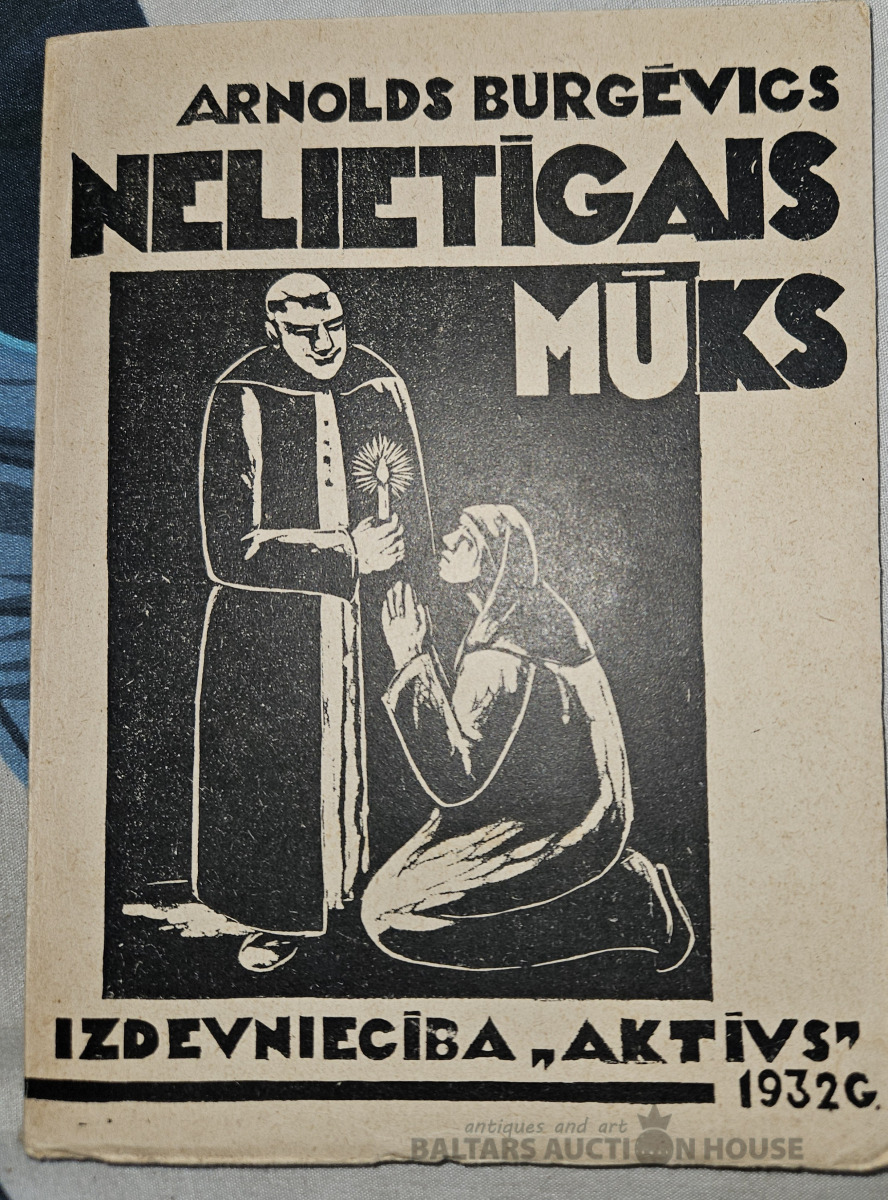 ARNOLDS BURGĒVICS
NELIETĪGAIS
MŪKS
IZDEVNIECĪBA „AKTĪVS”
1932G.
antiques and art
BALTARS AUCTION HOUSE